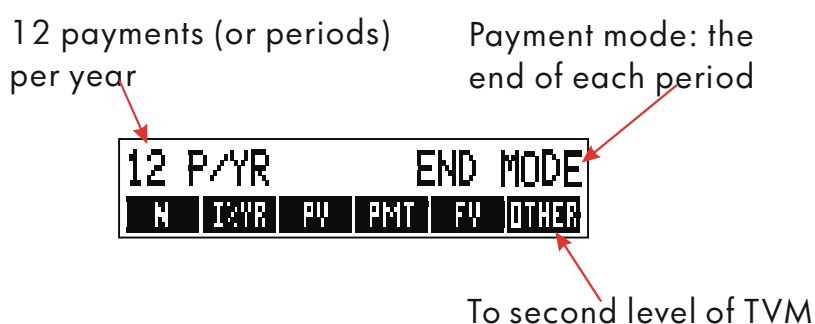 12 payments (or periods)
per year
Payment mode: the
end of each period
12 P/YR END MODE
N I%YR PV PMT FV OTHER
To second level of TVM